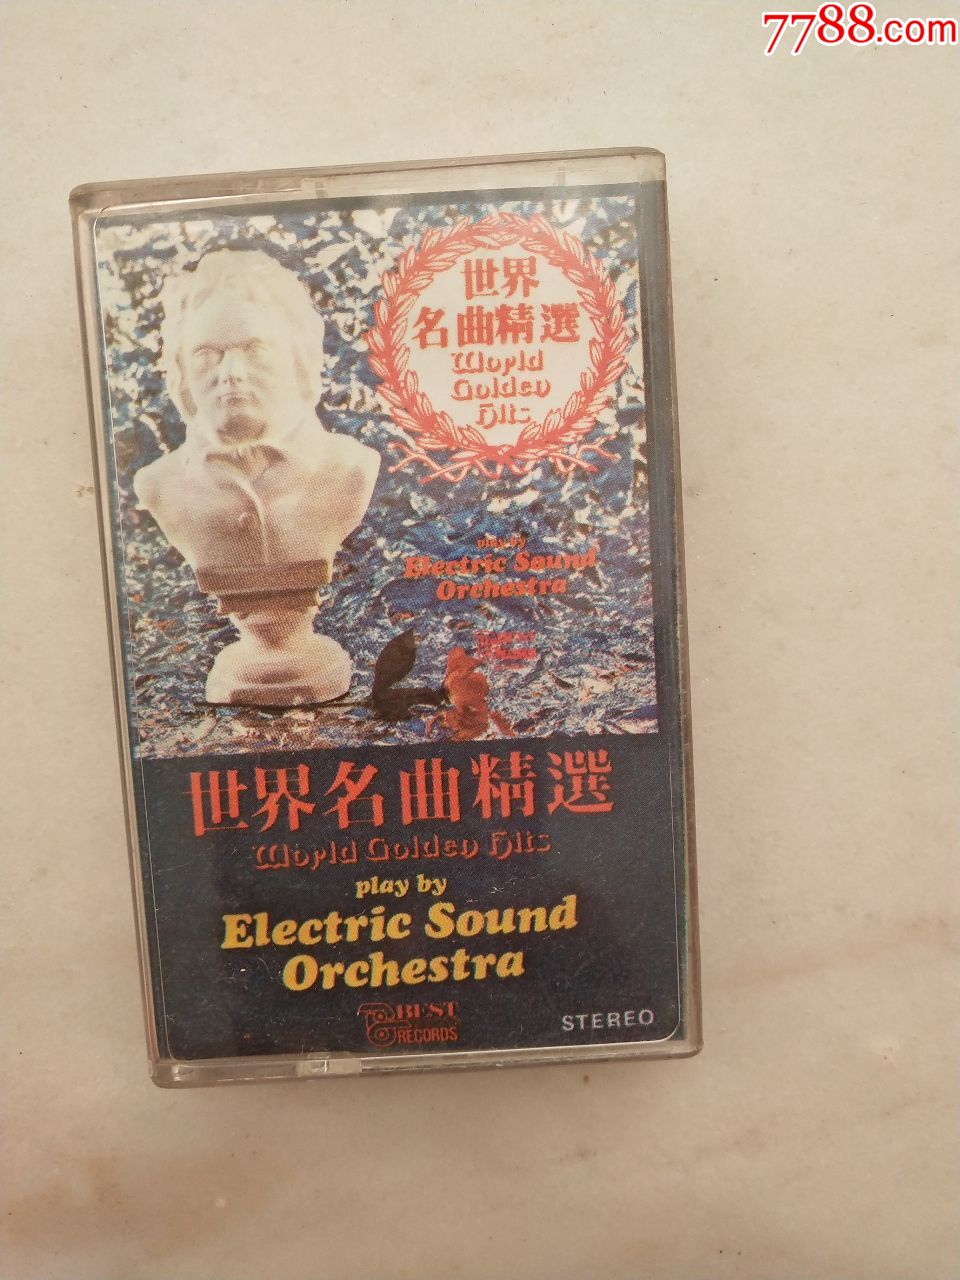 7788.com
世界
名曲精選
World
Golden
Hits
play by
Electric Sound
Orchestra
BEST
世界名曲精選
World Golden Hits
play by
Electric Sound
Orchestra
BEST
RECORDS
STEREO